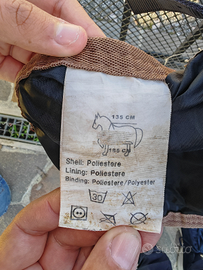 135 CM
155 CM
Shell: Poliestere
Lining: Poliestere
Binding: Poliestere/Polyester
30